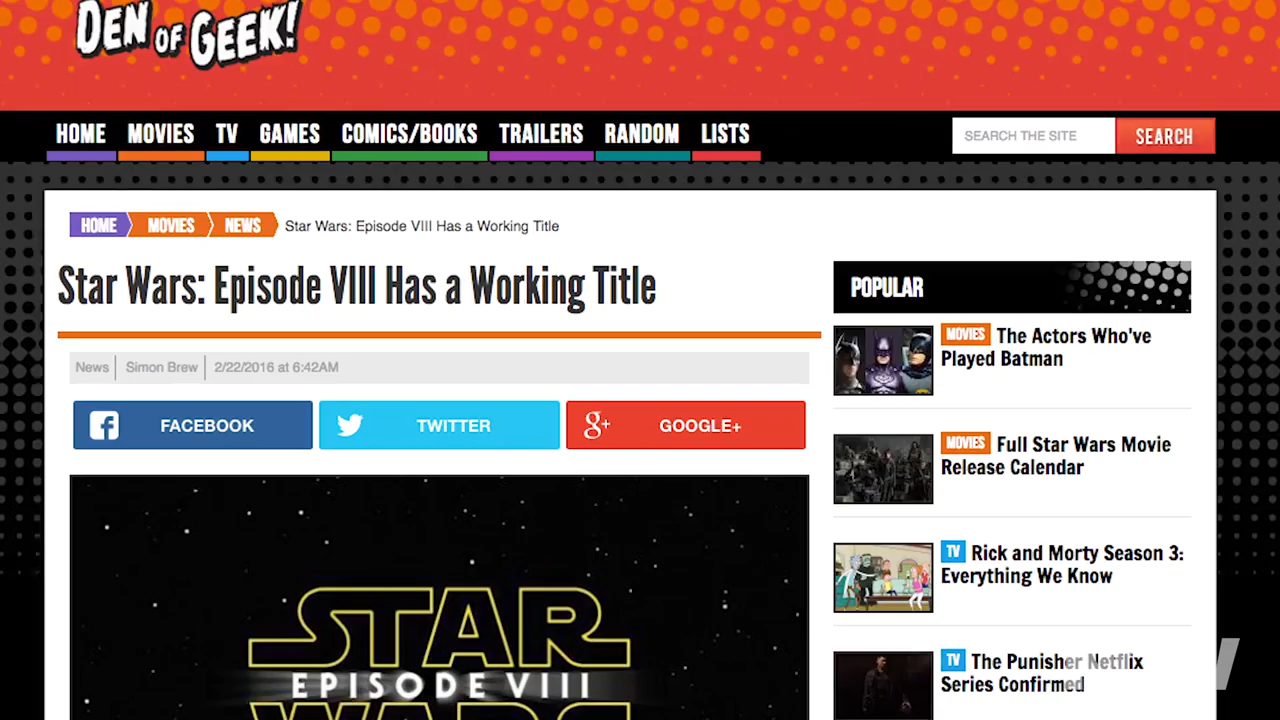 DEN OF GEEK!
HOME MOVIES TV GAMES COMICS/BOOKS TRAILERS RANDOM LISTS
SEARCH THE SITE SEARCH
HOME MOVIES NEWS Star Wars: Episode VIII Has a Working Title
Star Wars: Episode VIII Has a Working Title
News Simon Brew 2/22/2016 at 6:42AM
FACEBOOK TWITTER g+ GOOGLE+
STAR
EPISODE VIII
WARS
POPULAR
MOVIES The Actors Who've
Played Batman
MOVIES Full Star Wars Movie
Release Calendar
TV Rick and Morty Season 3:
Everything We Know
TV The Punisher Netflix
Series Confirmed